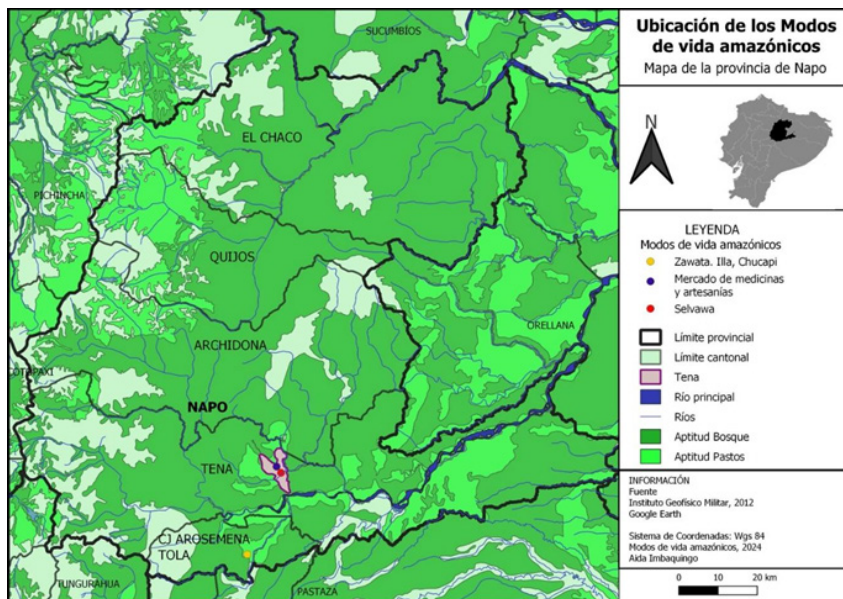 Ubicación de los Modos
de vida amazónicos
Mapa de la provincia de Napo
N
LEYENDA
Modos de vida amazónicos
Zawata. Illa, Chucapi
Mercado de medicinas
y artesanías
Selvawa
Límite provincial
Límite cantonal
Tena
Río principal
Ríos
Aptitud Bosque
Aptitud Pastos
INFORMACIÓN
Fuente
Instituto Geofísico Militar, 2012
Google Earth
Sistema de Coordenadas: Wgs 84
Modos de vida amazónicos, 2024
Aida Imbaquingo
0 10 20 km
SUCUMBÍOS
EL CHACO
PICHINCHA
QUIJOS
ORELLANA
ARCHIDONA
COTOPAXI
NAPO
TENA
CJ AROSEMENA
TOLA
TUNGURAHUA
PASTAZA